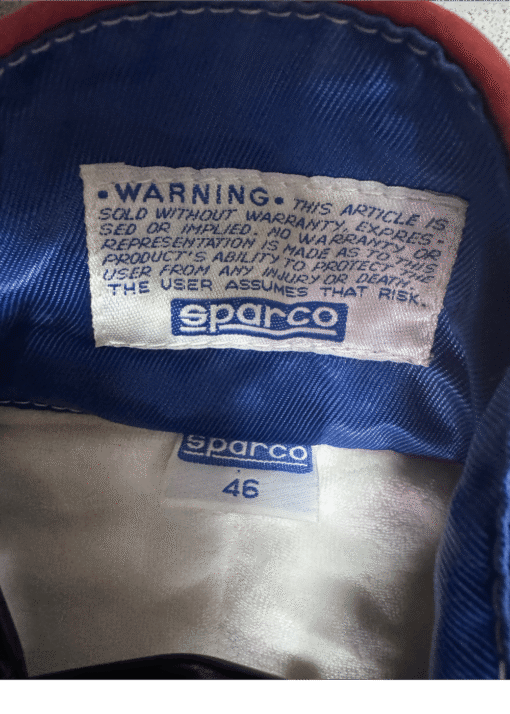 •WARNING• THIS ARTICLE IS
SOLD WITHOUT WARRANTY, EXPRES-
SED OR IMPLIED. NO WARRANTY OR
REPRESENTATION IS MADE AS TO THIS
PRODUCT'S ABILITY TO PROTECT THE
USER FROM ANY INJURY OR DEATH.
THE USER ASSUMES THAT RISK.
sparco
sparco
46